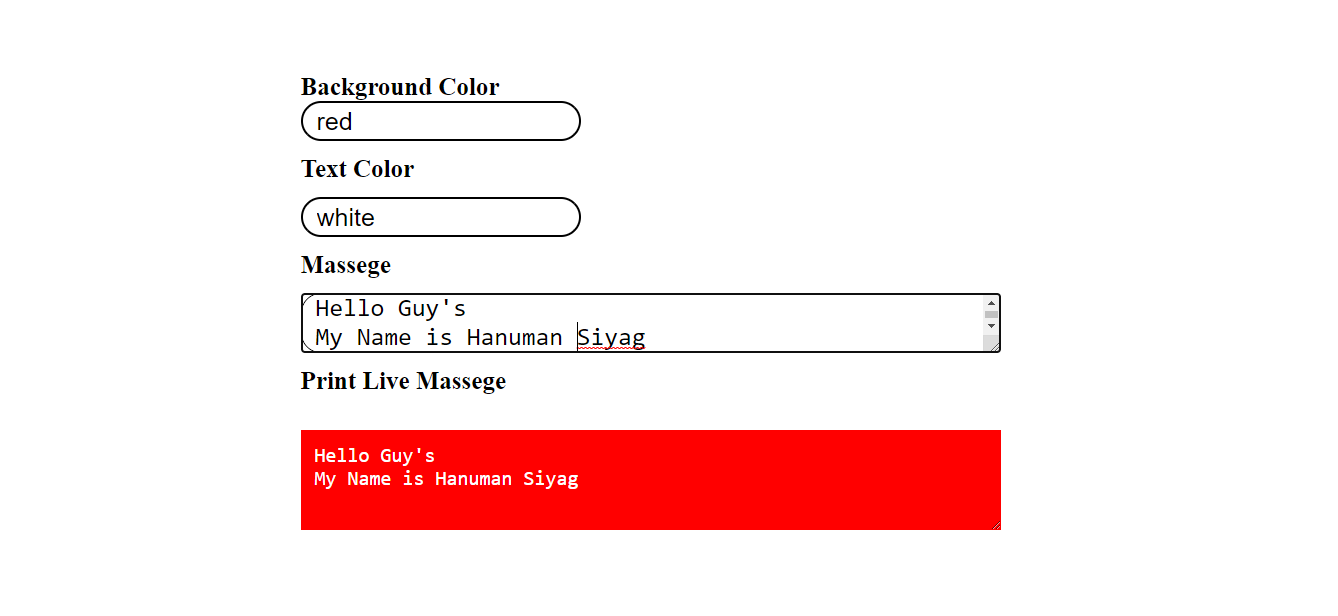 Background Color
red
Text Color
white
Massege
Hello Guy's
My Name is Hanuman Siyag
Print Live Massege
Hello Guy's
My Name is Hanuman Siyag